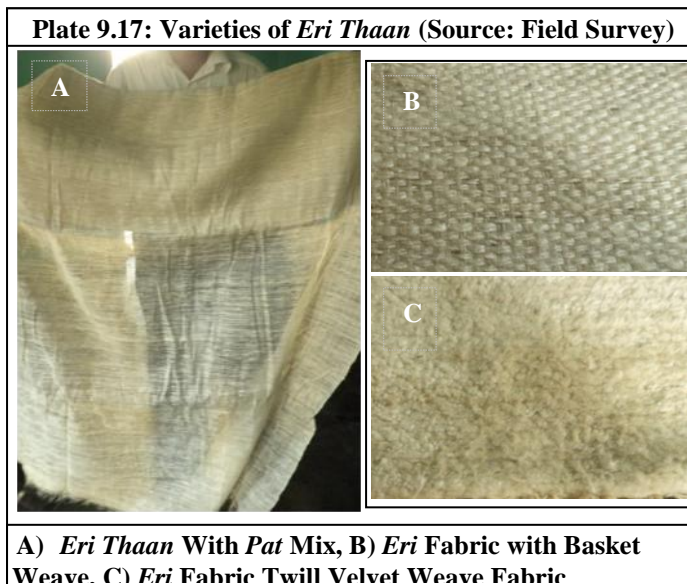 Plate 9.17: Varieties of Eri Thaan (Source: Field Survey)
A
B
C
A) Eri Thaan With Pat Mix, B) Eri Fabric with Basket
Weave, C) Eri Fabric Twill Velvet Weave Fabric